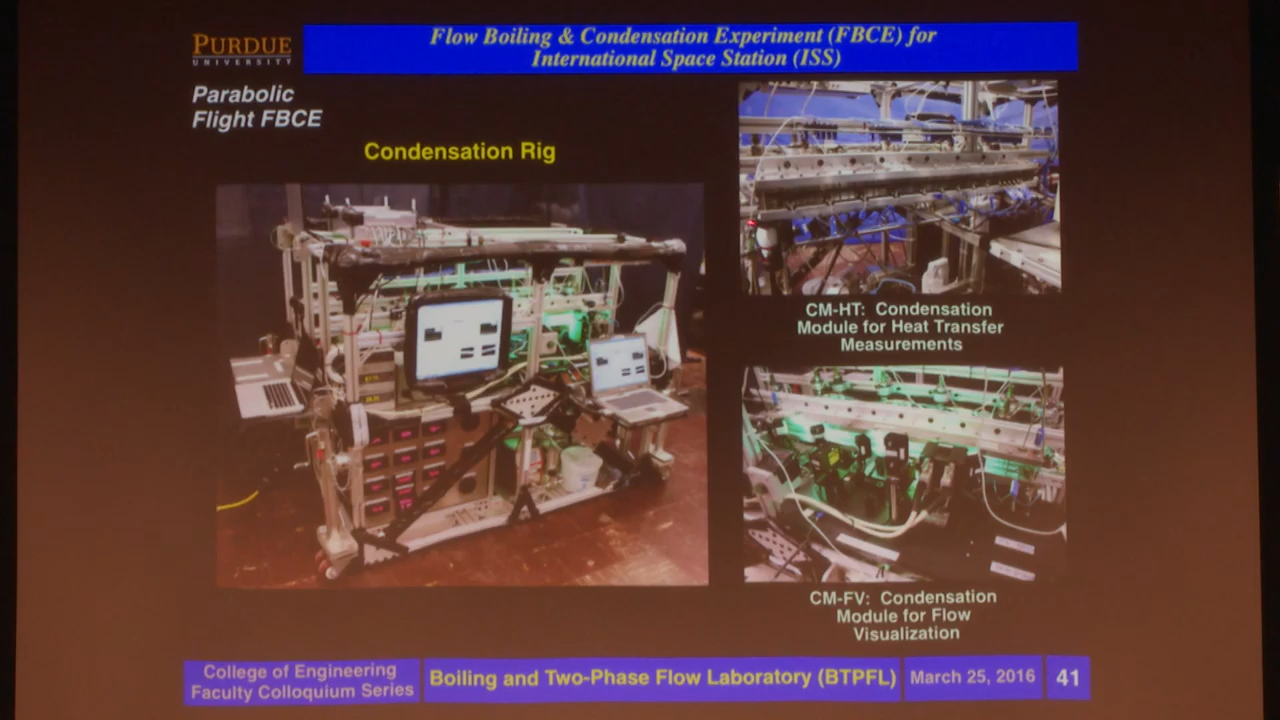 PURDUE
UNIVERSITY
Flow Boiling & Condensation Experiment (FBCE) for
International Space Station (ISS)
Parabolic
Flight FBCE
Condensation Rig
CM-HT: Condensation
Module for Heat Transfer
Measurements
CM-FV: Condensation
Module for Flow
Visualization
College of Engineering
Faculty Colloquium Series
Boiling and Two-Phase Flow Laboratory (BTPFL)
March 25, 2016
41